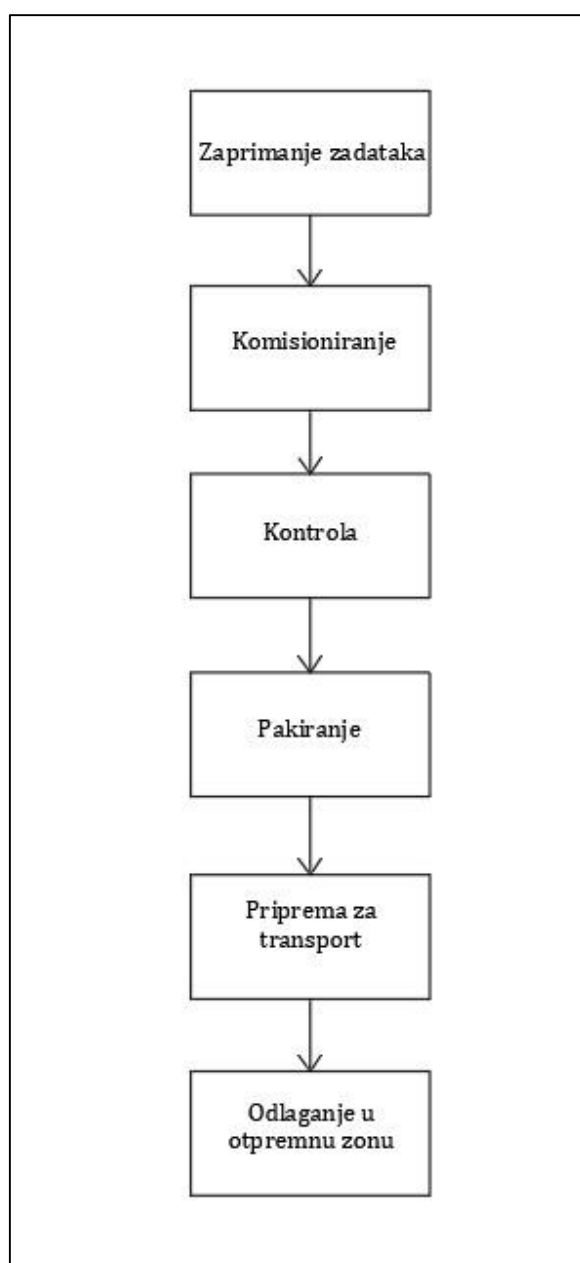 Zaprimanje zadataka
Komisioniranje
Kontrola
Pakiranje
Priprema za
transport
Odlaganje u
otpremnu zonu